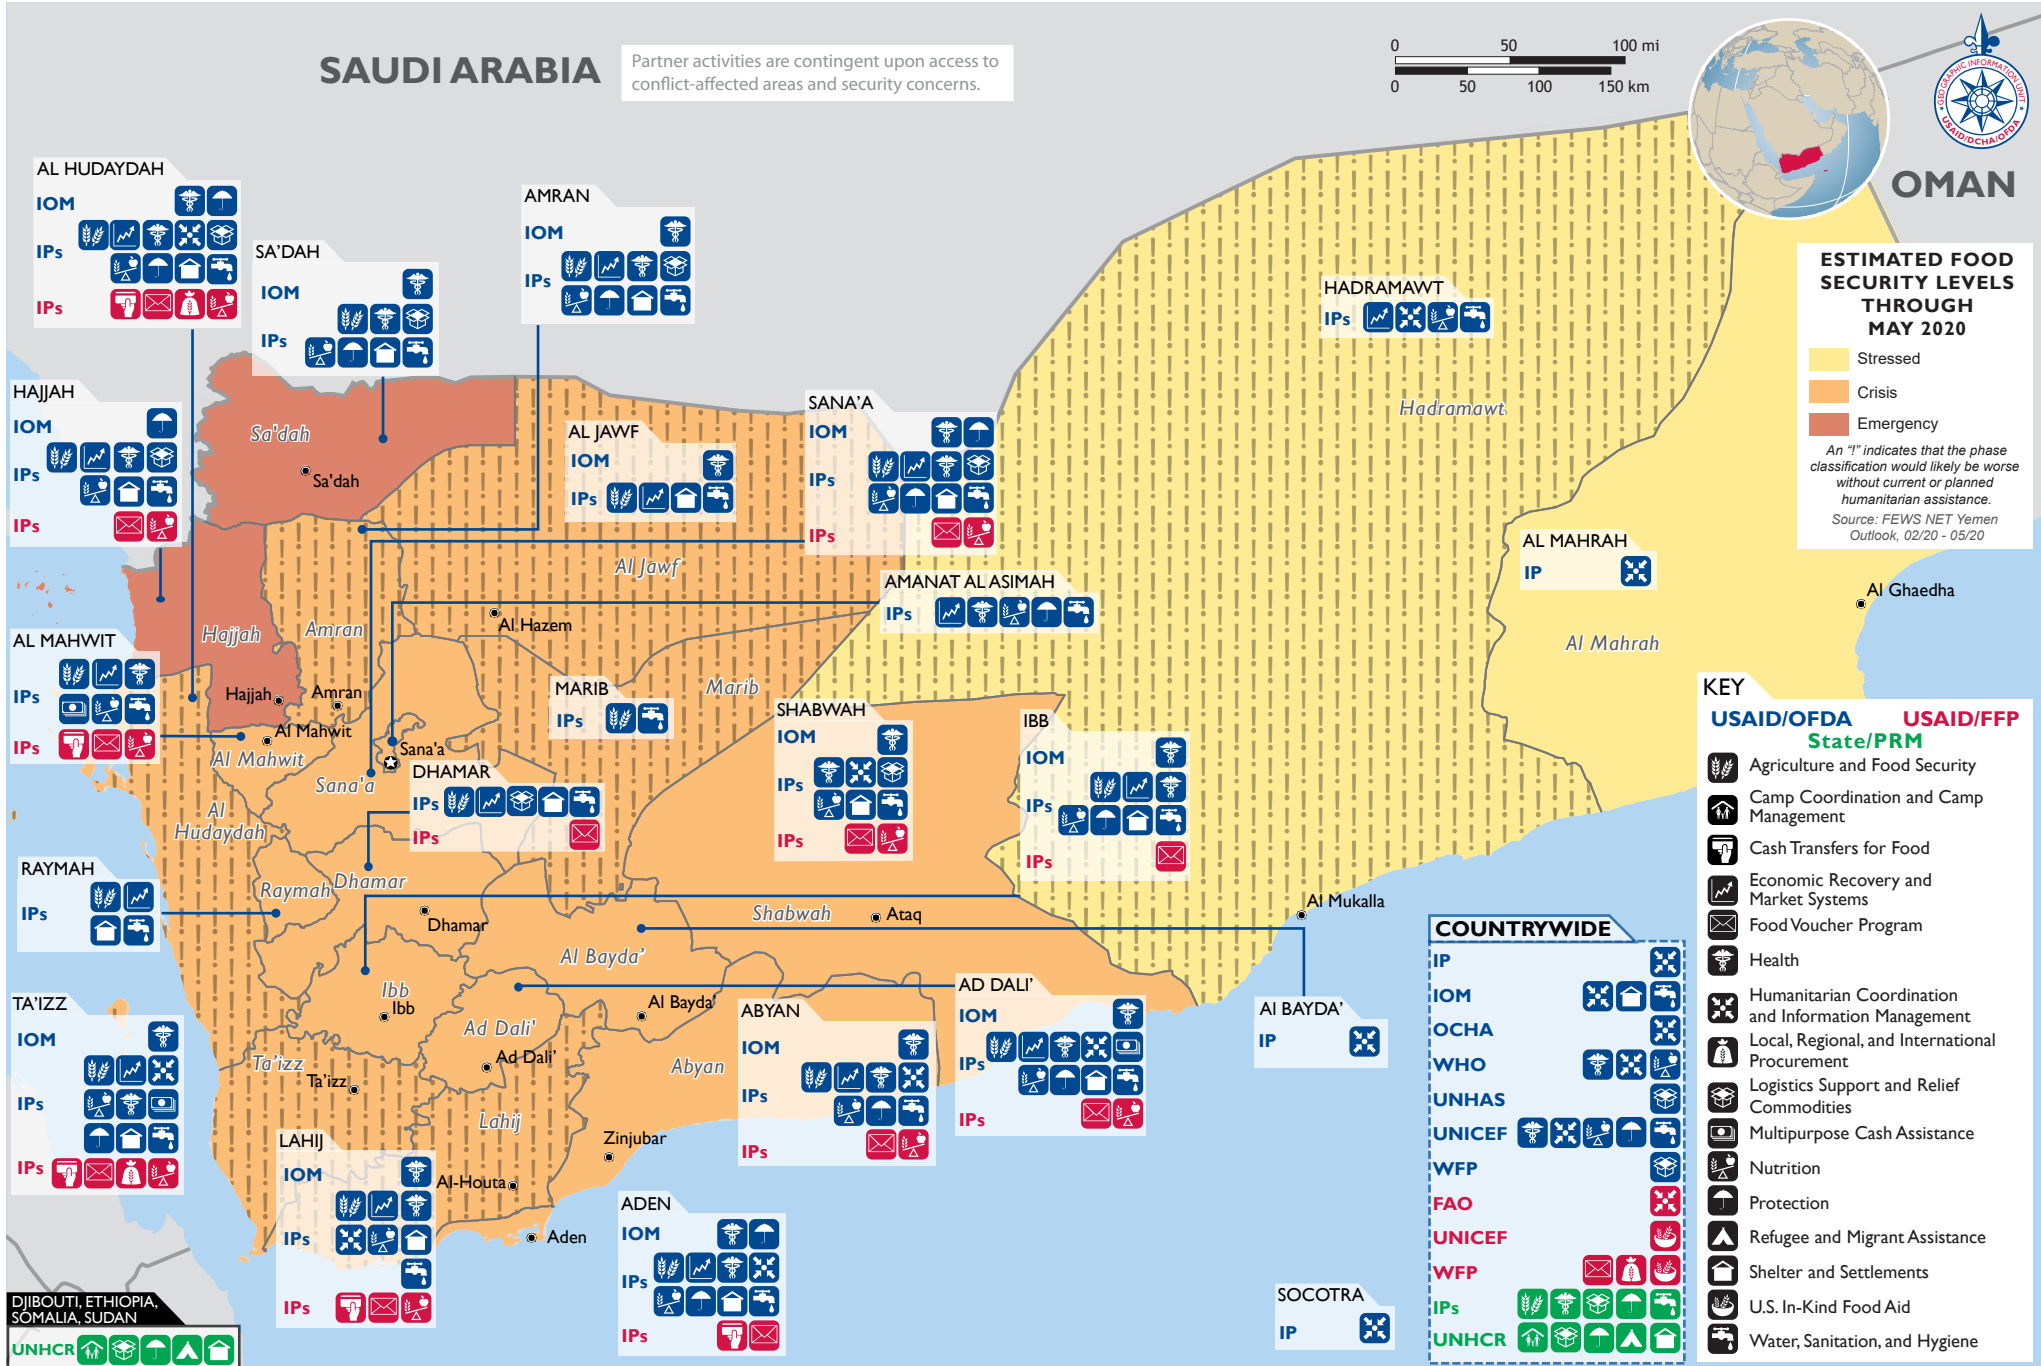 SAUDI ARABIA
Partner activities are contingent upon access to
conflict-affected areas and security concerns.
0 50 100 mi
0 50 100 150 km
GEOGRAPHIC INFORMATION UNIT
USAID/DCHA/OFDA
OMAN
ESTIMATED FOOD
SECURITY LEVELS
THROUGH
MAY 2020
Stressed
Crisis
Emergency
An “!” indicates that the phase
classification would likely be worse
without current or planned
humanitarian assistance.
Source: FEWS NET Yemen
Outlook, 02/20 - 05/20
AL HUDAYDAH
IOM
IPs
IPs
SA’DAH
IOM
IPs
AMRAN
IOM
IPs
HADRAMAWT
IPs
HAJJAH
IOM
IPs
IPs
AL JAWF
IOM
IPs
SANA’A
IOM
IPs
IPs
AL MAHRAH
IP
AMANAT AL ASIMAH
IPs
AL MAHWIT
IPs
IPs
MARIB
IPs
SHABWAH
IOM
IPs
IPs
IBB
IOM
IPs
IPs
DHAMAR
IPs
IPs
RAYMAH
IPs
TA’IZZ
IOM
IPs
IPs
LAHIJ
IOM
IPs
IPs
ADEN
IOM
IPs
IPs
ABYAN
IOM
IPs
IPs
AD DALI’
IOM
IPs
IPs
Al BAYDA’
IP
SOCOTRA
IP
DJIBOUTI, ETHIOPIA,
SOMALIA, SUDAN
UNHCR
Sa'dah
Sa'dah
Hadramawt
Al Jawf
Al Hazem
Amran
Amran
Hajjah
Hajjah
Al Mahrah
Al Ghaedha
Marib
Al Mahwit
Al Mahwit
Sana'a
Sana'a
Al
Hudaydah
Raymah
Dhamar
Dhamar
Shabwah
Ataq
Al Mukalla
Al Bayda'
Al Bayda’
Ibb
Ibb
Ad Dali'
Ad Dali’
Ta'izz
Ta’izz
Abyan
Lahij
Zinjubar
Al-Houta
Aden
COUNTRYWIDE
IP
IOM
OCHA
WHO
UNHAS
UNICEF
WFP
FAO
UNICEF
WFP
IPs
UNHCR
KEY
USAID/OFDA USAID/FFP
State/PRM
Agriculture and Food Security
Camp Coordination and Camp
Management
Cash Transfers for Food
Economic Recovery and
Market Systems
Food Voucher Program
Health
Humanitarian Coordination
and Information Management
Local, Regional, and International
Procurement
Logistics Support and Relief
Commodities
Multipurpose Cash Assistance
Nutrition
Protection
Refugee and Migrant Assistance
Shelter and Settlements
U.S. In-Kind Food Aid
Water, Sanitation, and Hygiene